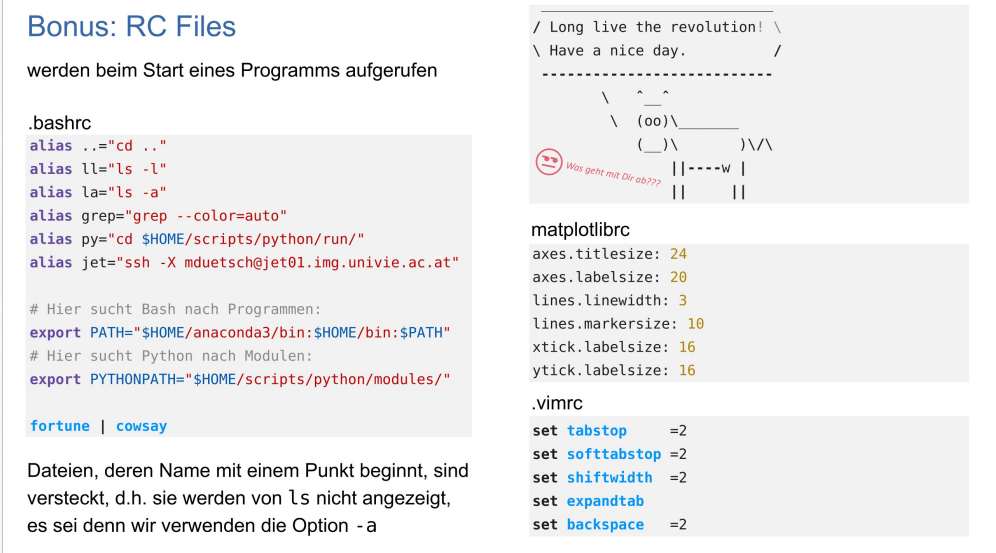 Bonus: RC Files
werden beim Start eines Programms aufgerufen
.bashrc
alias ..="cd .."
alias ll="ls -l"
alias la="ls -a"
alias grep="grep --color=auto"
alias py="cd $HOME/scripts/python/run/"
alias jet="ssh -X mduetsch@jet01.img.univie.ac.at"
# Hier sucht Bash nach Programmen:
export PATH="$HOME/anaconda3/bin:$HOME/bin:$PATH"
# Hier sucht Python nach Modulen:
export PYTHONPATH="$HOME/scripts/python/modules/"
fortune | cowsay
Dateien, deren Name mit einem Punkt beginnt, sind
versteckt, d.h. sie werden von ls nicht angezeigt,
es sei denn wir verwenden die Option -a
 ___________________________
/ Long live the revolution! \
\ Have a nice day.          /
 ---------------------------
        \   ^__^
         \  (oo)\_______
            (__)\       )\/\
                ||----w |
                ||     ||
Was geht mit Dir ab???
matplotlibrc
axes.titlesize: 24
axes.labelsize: 20
lines.linewidth: 3
lines.markersize: 10
xtick.labelsize: 16
ytick.labelsize: 16
.vimrc
set tabstop     =2
set softtabstop =2
set shiftwidth  =2
set expandtab
set backspace   =2